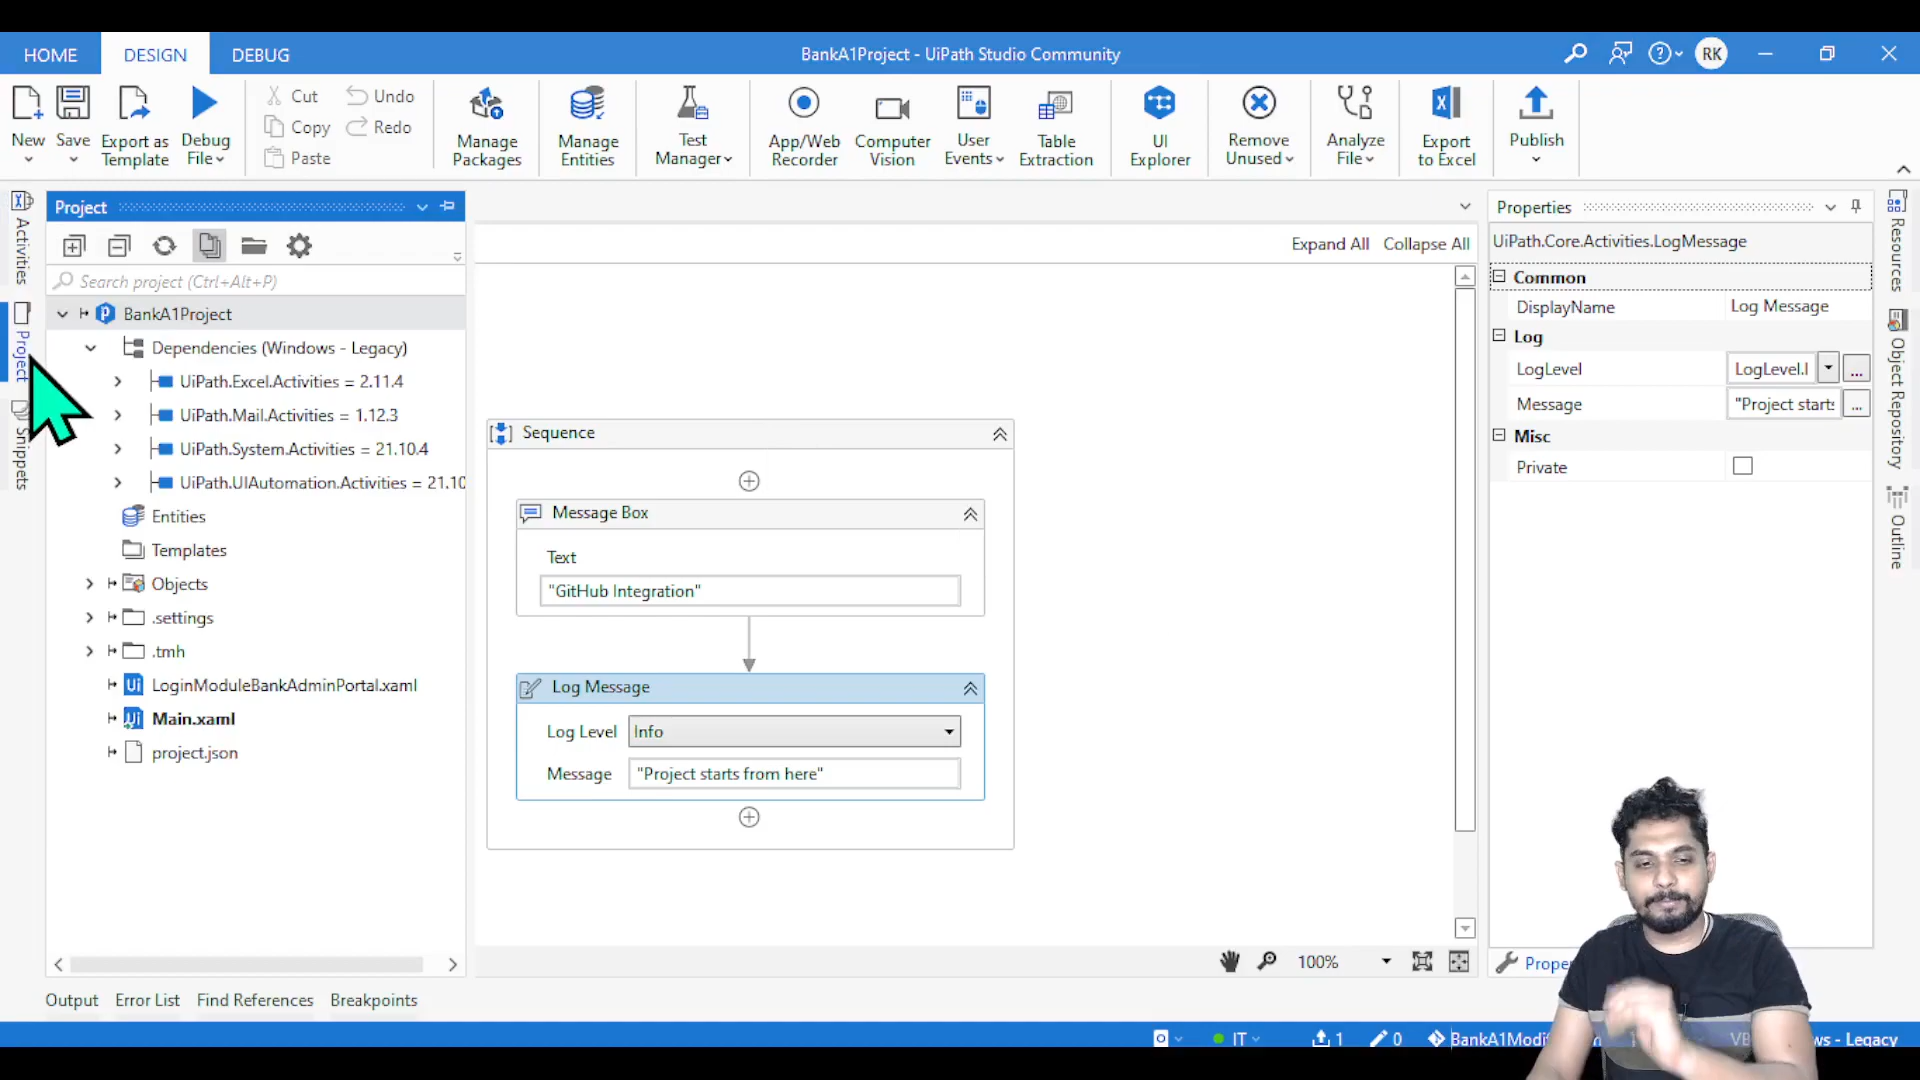 HOME DESIGN DEBUG BankA1Project - UiPath Studio Community RK
New Save Export as Template Debug File
Cut Copy Paste Undo Redo
Manage Packages Manage Entities Test Manager App/Web Recorder Computer Vision User Events Table Extraction UI Explorer Remove Unused Analyze File Export to Excel Publish
Activities
Project
Snippets
Project
Search project (Ctrl+Alt+P)
BankA1Project
Dependencies (Windows - Legacy)
UiPath.Excel.Activities = 2.11.4
UiPath.Mail.Activities = 1.12.3
UiPath.System.Activities = 21.10.4
UiPath.UIAutomation.Activities = 21.10
Entities
Templates
Objects
.settings
.tmh
LoginModuleBankAdminPortal.xaml
Main.xaml
project.json
Expand All Collapse All
Sequence
Message Box
Text
"GitHub Integration"
Log Message
Log Level Info
Message "Project starts from here"
100%
Properties
UiPath.Core.Activities.LogMessage
Common
DisplayName Log Message
Log
LogLevel LogLevel.I ...
Message "Project starts ...
Misc
Private
Resources
Object Repository
Outline
Output Error List Find References Breakpoints
IT 1 0 BankA1Modi Legacy